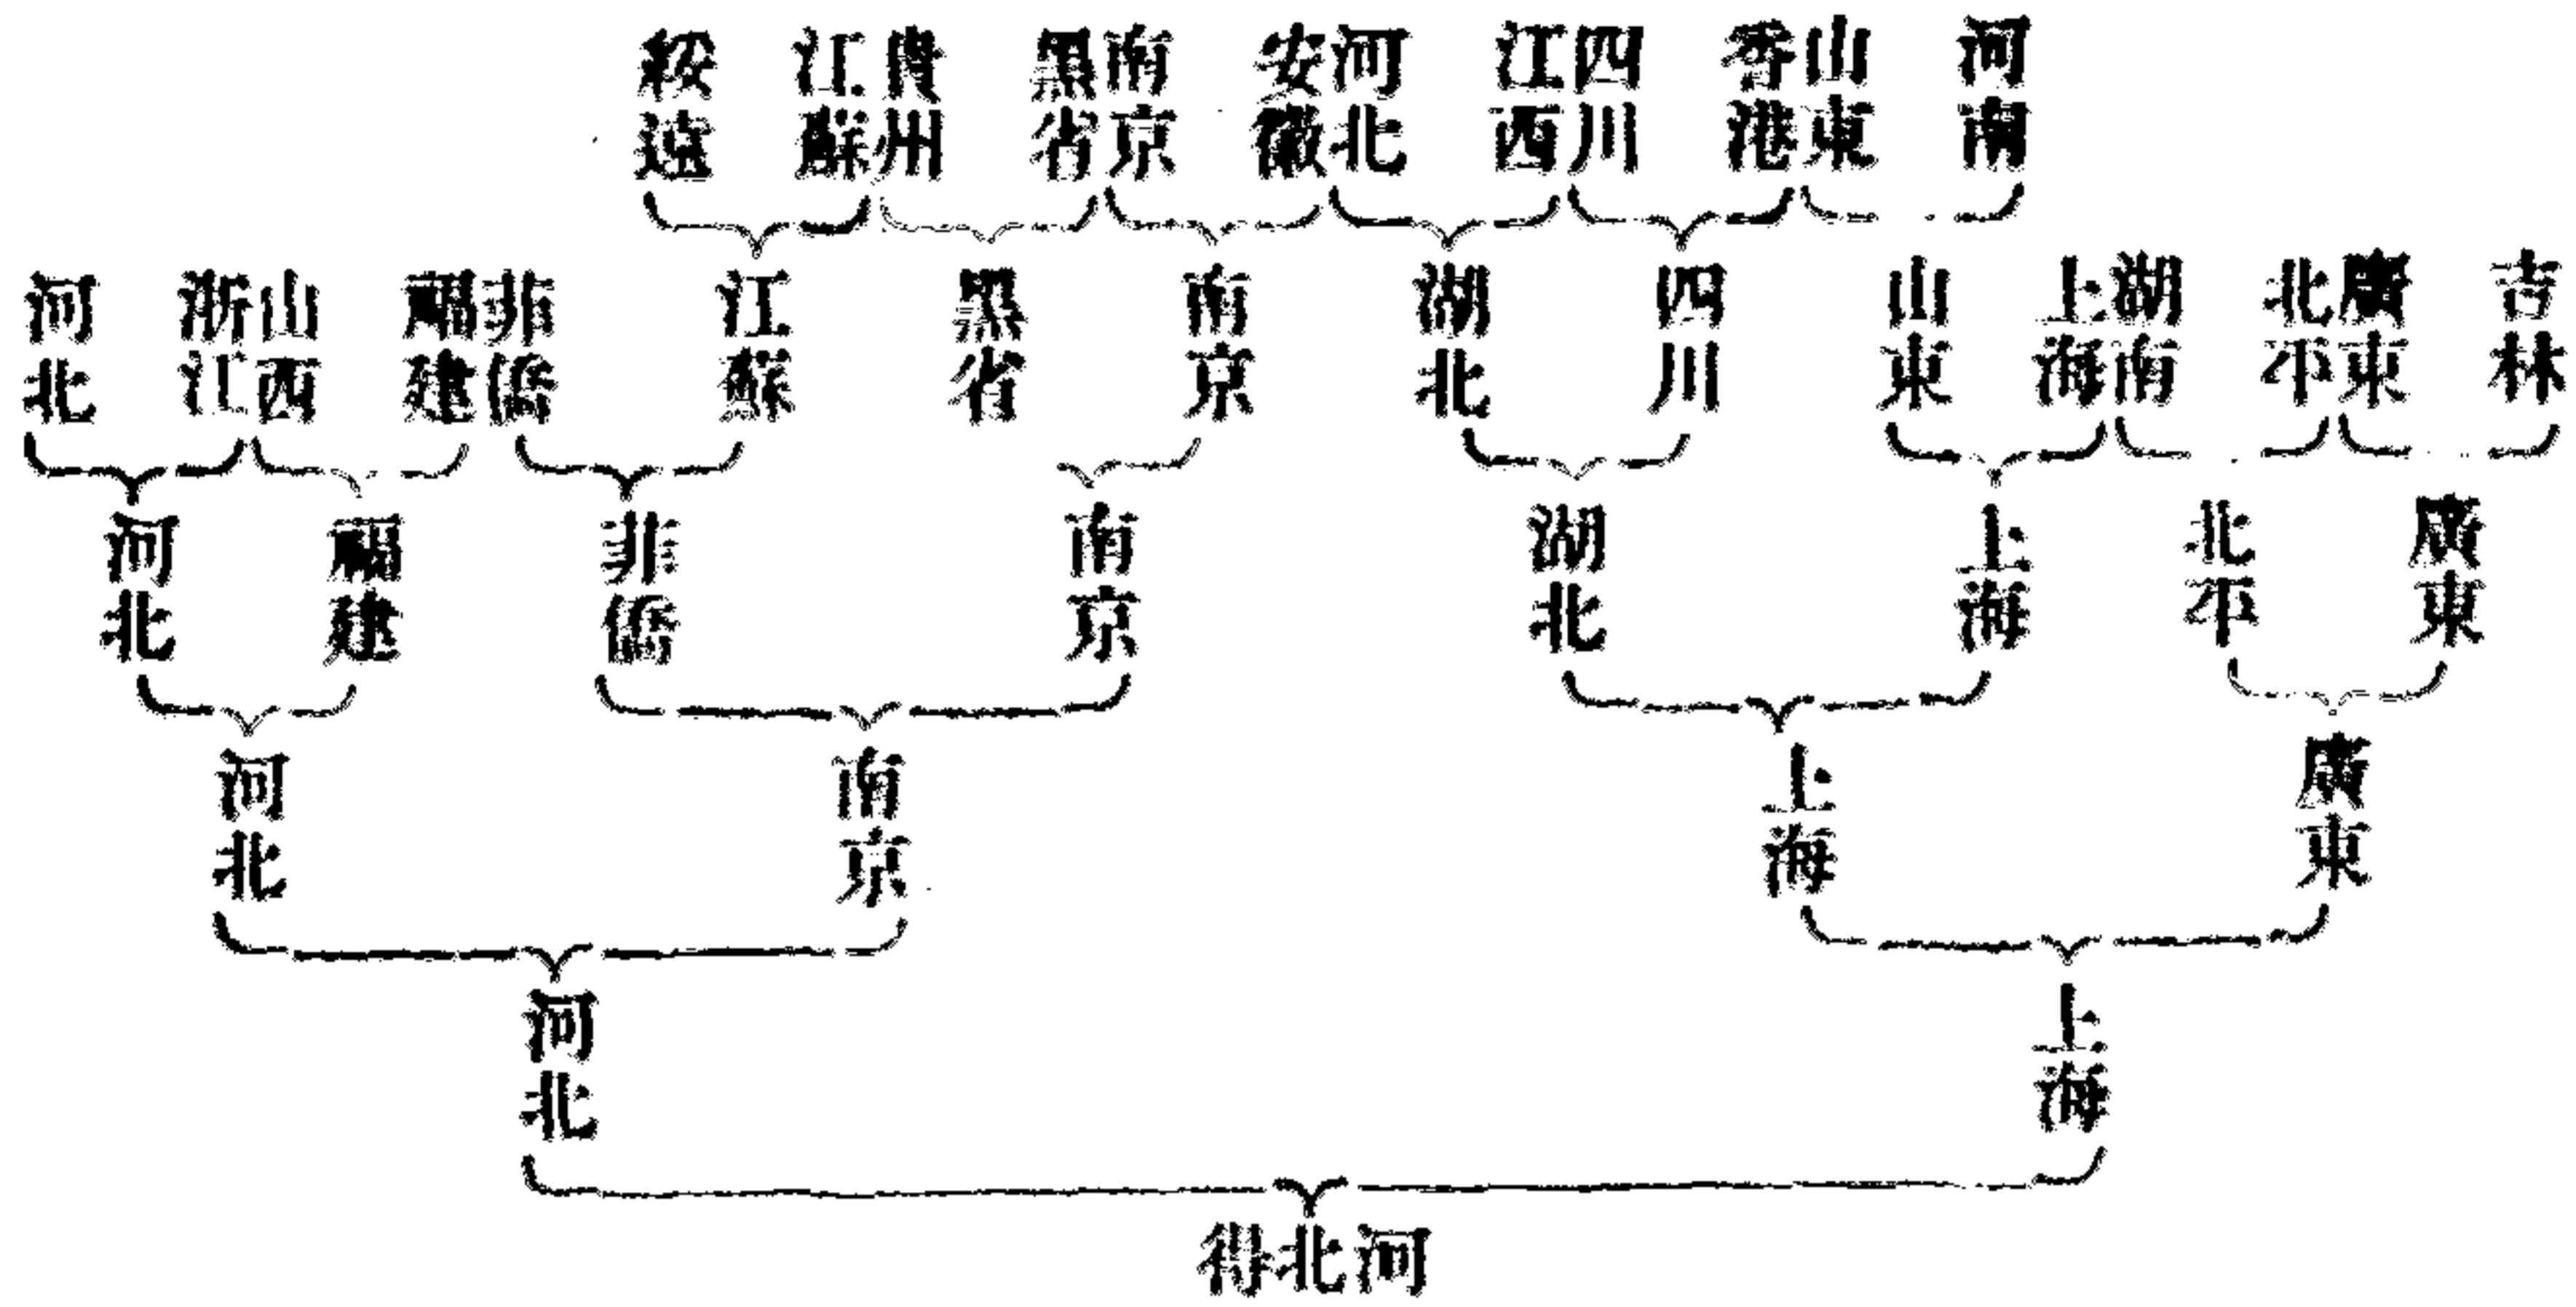 河南
山東
香港
四川
江西
河北
安徽
南京
黑省
貴州
江蘇
綏遠
吉林
廣東
北平
湖南
上海
山東
四川
湖北
南京
黑省
江蘇
菲僑
福建
山西
浙江
河北
廣東
北平
上海
湖北
南京
菲僑
福建
河北
廣東
上海
南京
河北
上海
河北
河北得